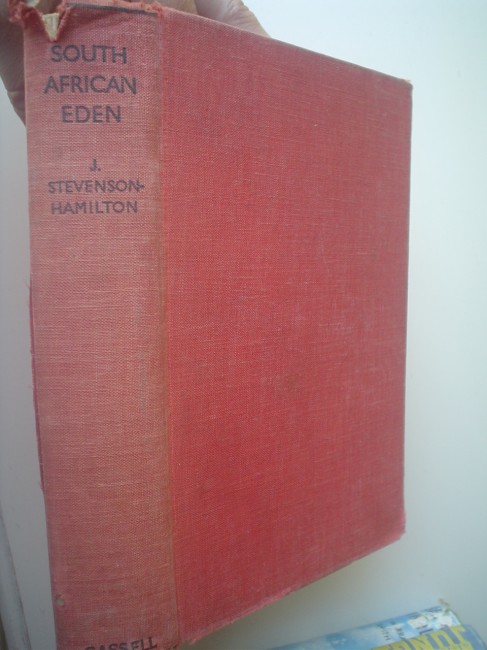 SOUTH
AFRICAN
EDEN
J.
STEVENSON-
HAMILTON
CASSELL